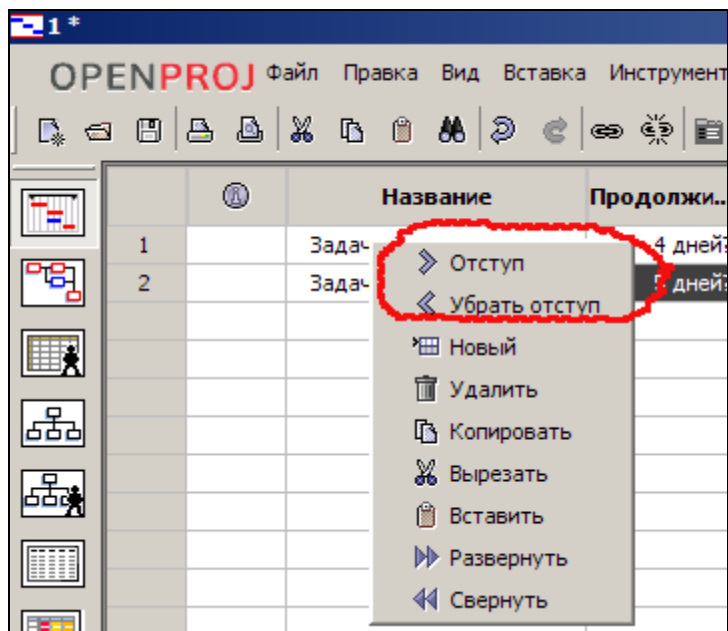 1 *
OPENPROJ Файл Правка Вид Вставка Инструмент
Название Продолжи...
1 Задач 4 дней?
2 Задач 5 дней?
Отступ
Убрать отступ
Новый
Удалить
Копировать
Вырезать
Вставить
Развернуть
Свернуть